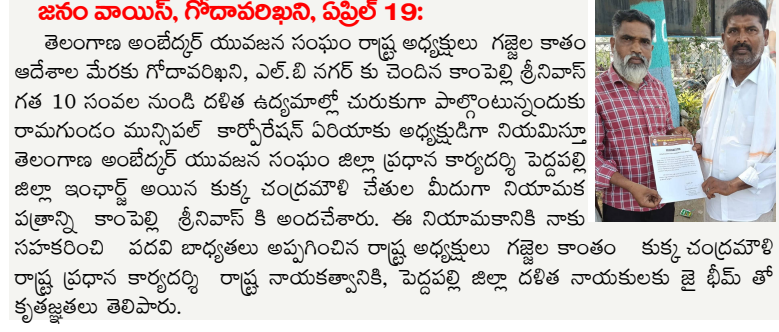 జనం వాయిస్, గోదావరిఖని, ఏప్రిల్ 19:
తెలంగాణ అంబేద్కర్ యువజన సంఘం రాష్ట్ర అధ్యక్షులు గజ్జెల కాతం
ఆదేశాల మేరకు గోదావరిఖని, ఎల్.బి నగర్ కు చెందిన కాంపెల్లి శ్రీనివాస్
గత 10 సంవల నుండి దళిత ఉద్యమాల్లో చురుకుగా పాల్గొంటున్నందుకు
రామగుండం మున్సిపల్ కార్పోరేషన్ ఏరియాకు అధ్యక్షుడిగా నియమిస్తూ
తెలంగాణ అంబేద్కర్ యువజన సంఘం జిల్లా ప్రధాన కార్యదర్శి పెద్దపల్లి
జిల్లా ఇంఛార్జ్ అయిన కుక్క చంద్రమౌళి చేతుల మీదుగా నియామక
పత్రాన్ని కాంపెల్లి శ్రీనివాస్ కి అందచేశారు. ఈ నియామకానికి నాకు
సహకరించి పదవి బాధ్యతలు అప్పగించిన రాష్ట్ర అధ్యక్షులు గజ్జెల కాంతం కుక్క చంద్రమౌళి
రాష్ట్ర ప్రధాన కార్యదర్శి రాష్ట్ర నాయకత్వానికి, పెద్దపల్లి జిల్లా దళిత నాయకులకు జై భీమ్ తో
కృతజ్ఞతలు తెలిపారు.